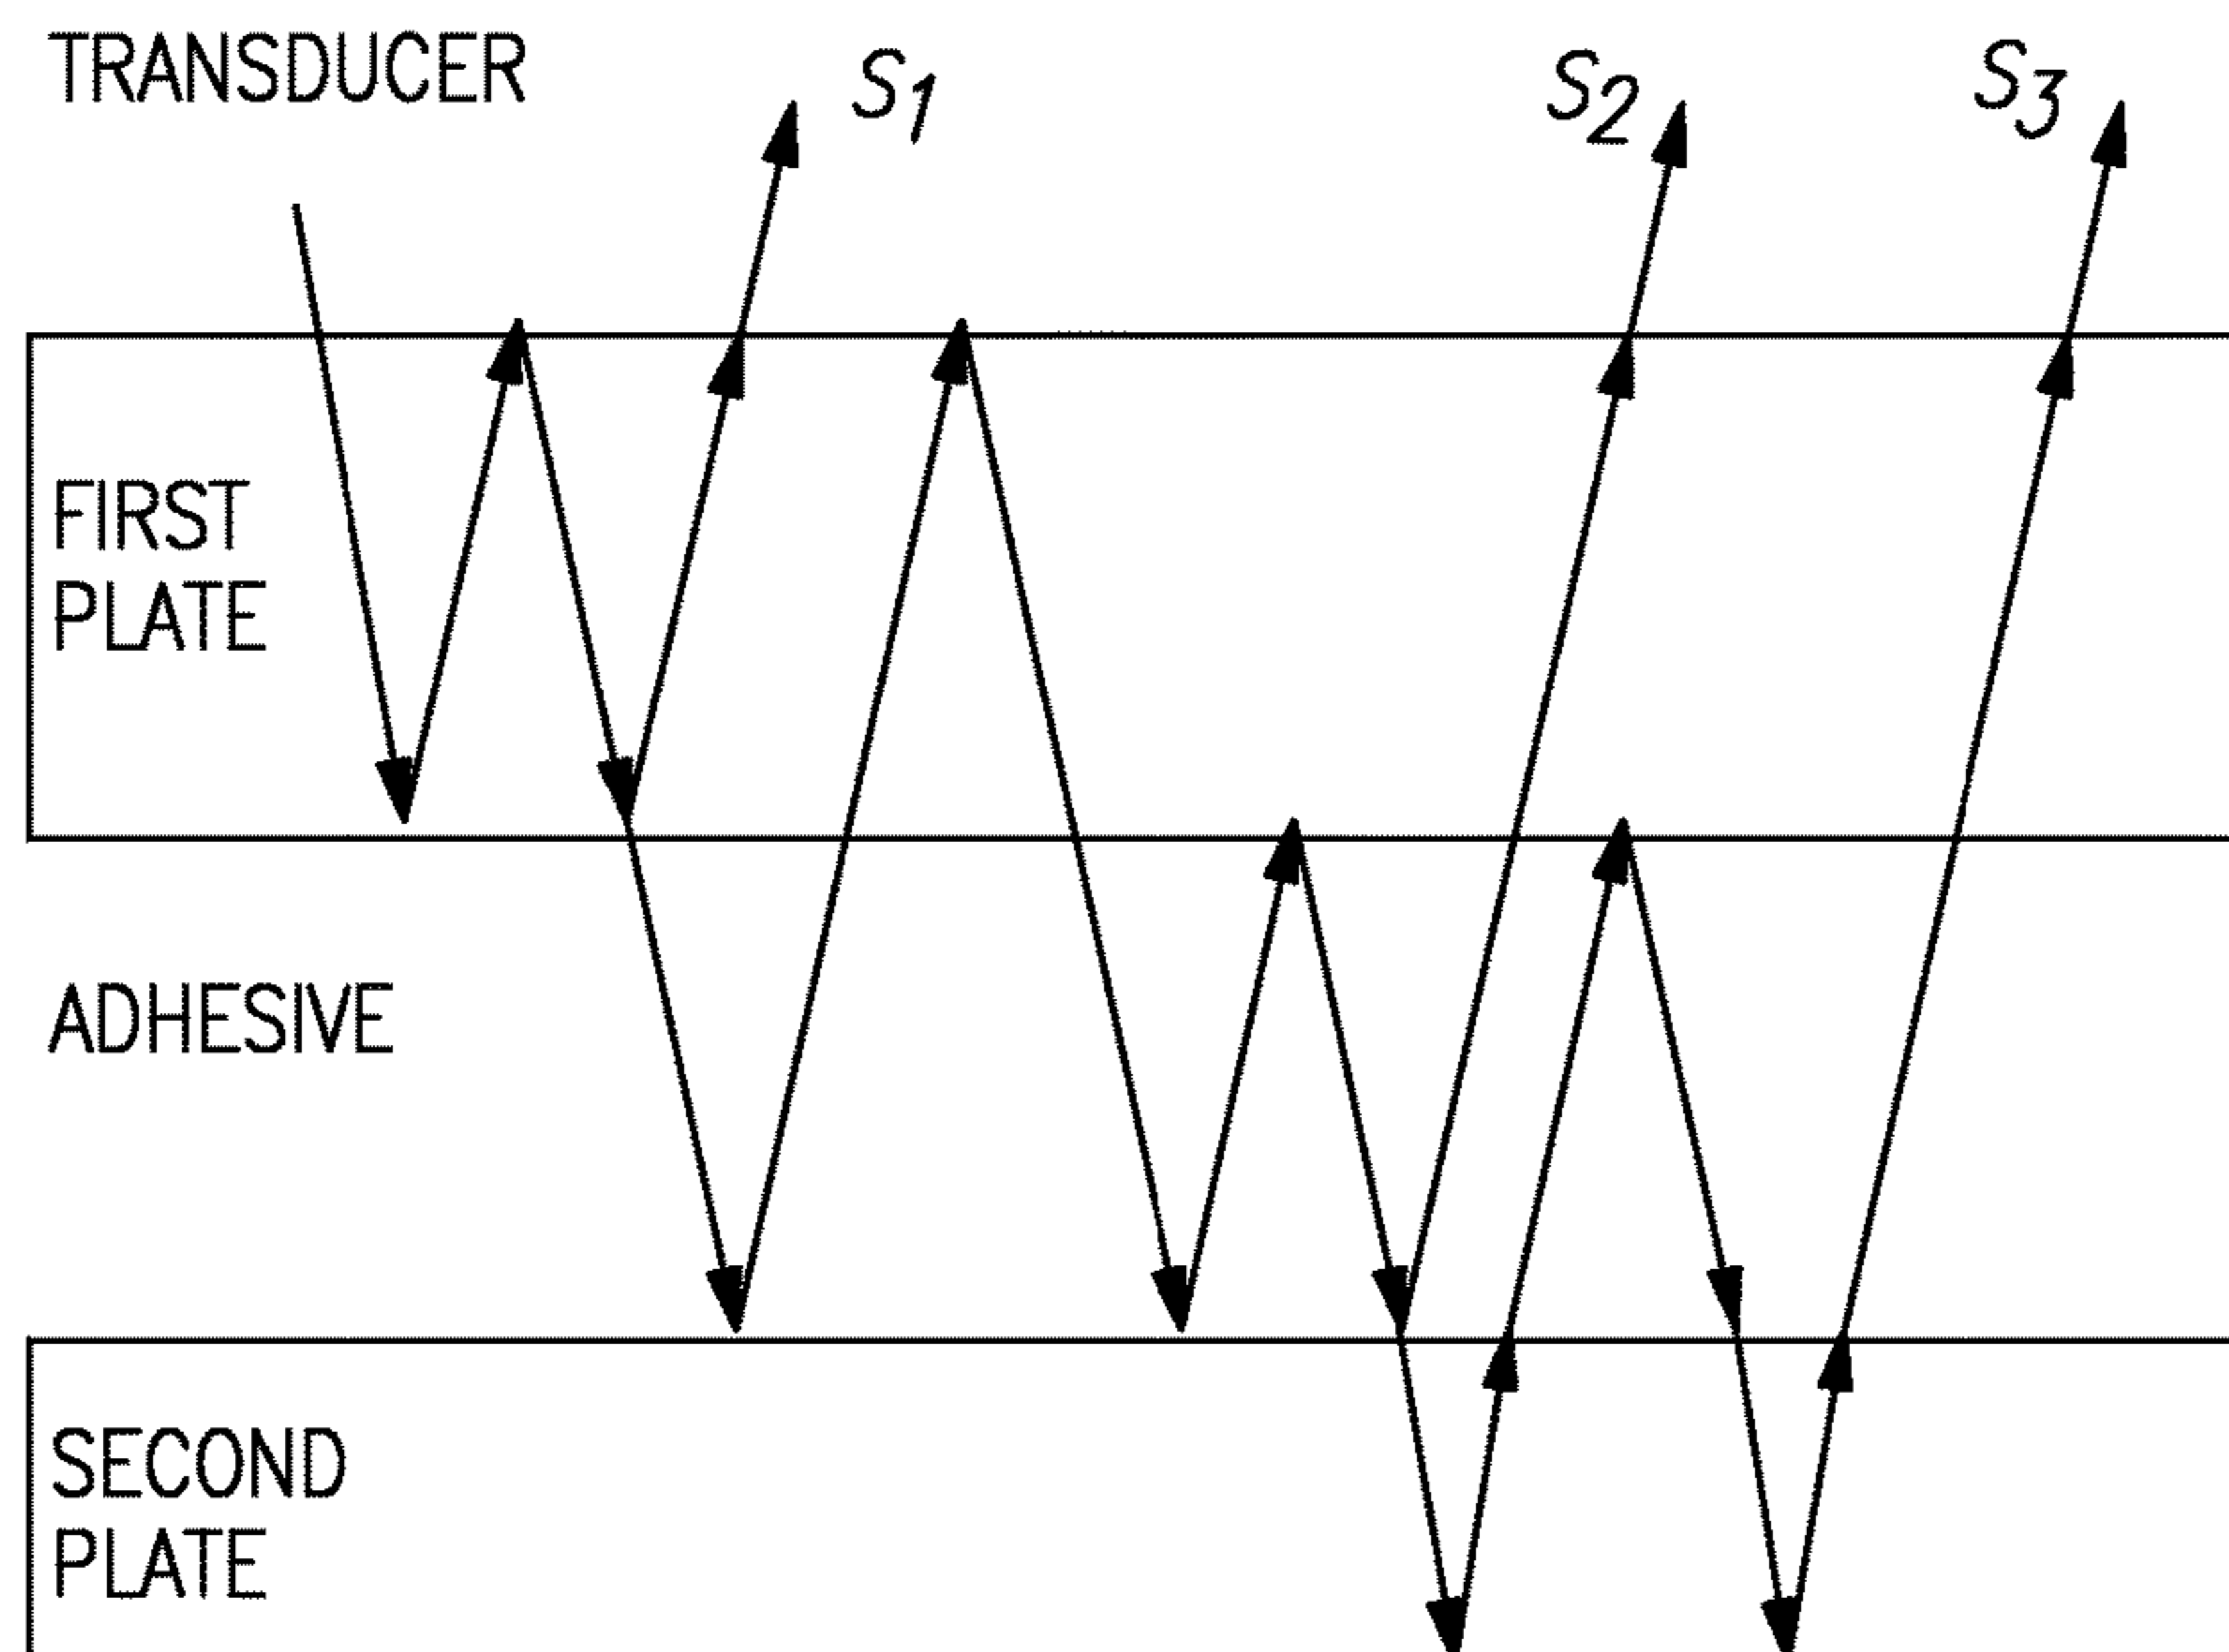 TRANSDUCER
S1
S2
S3
FIRST
PLATE
ADHESIVE
SECOND
PLATE